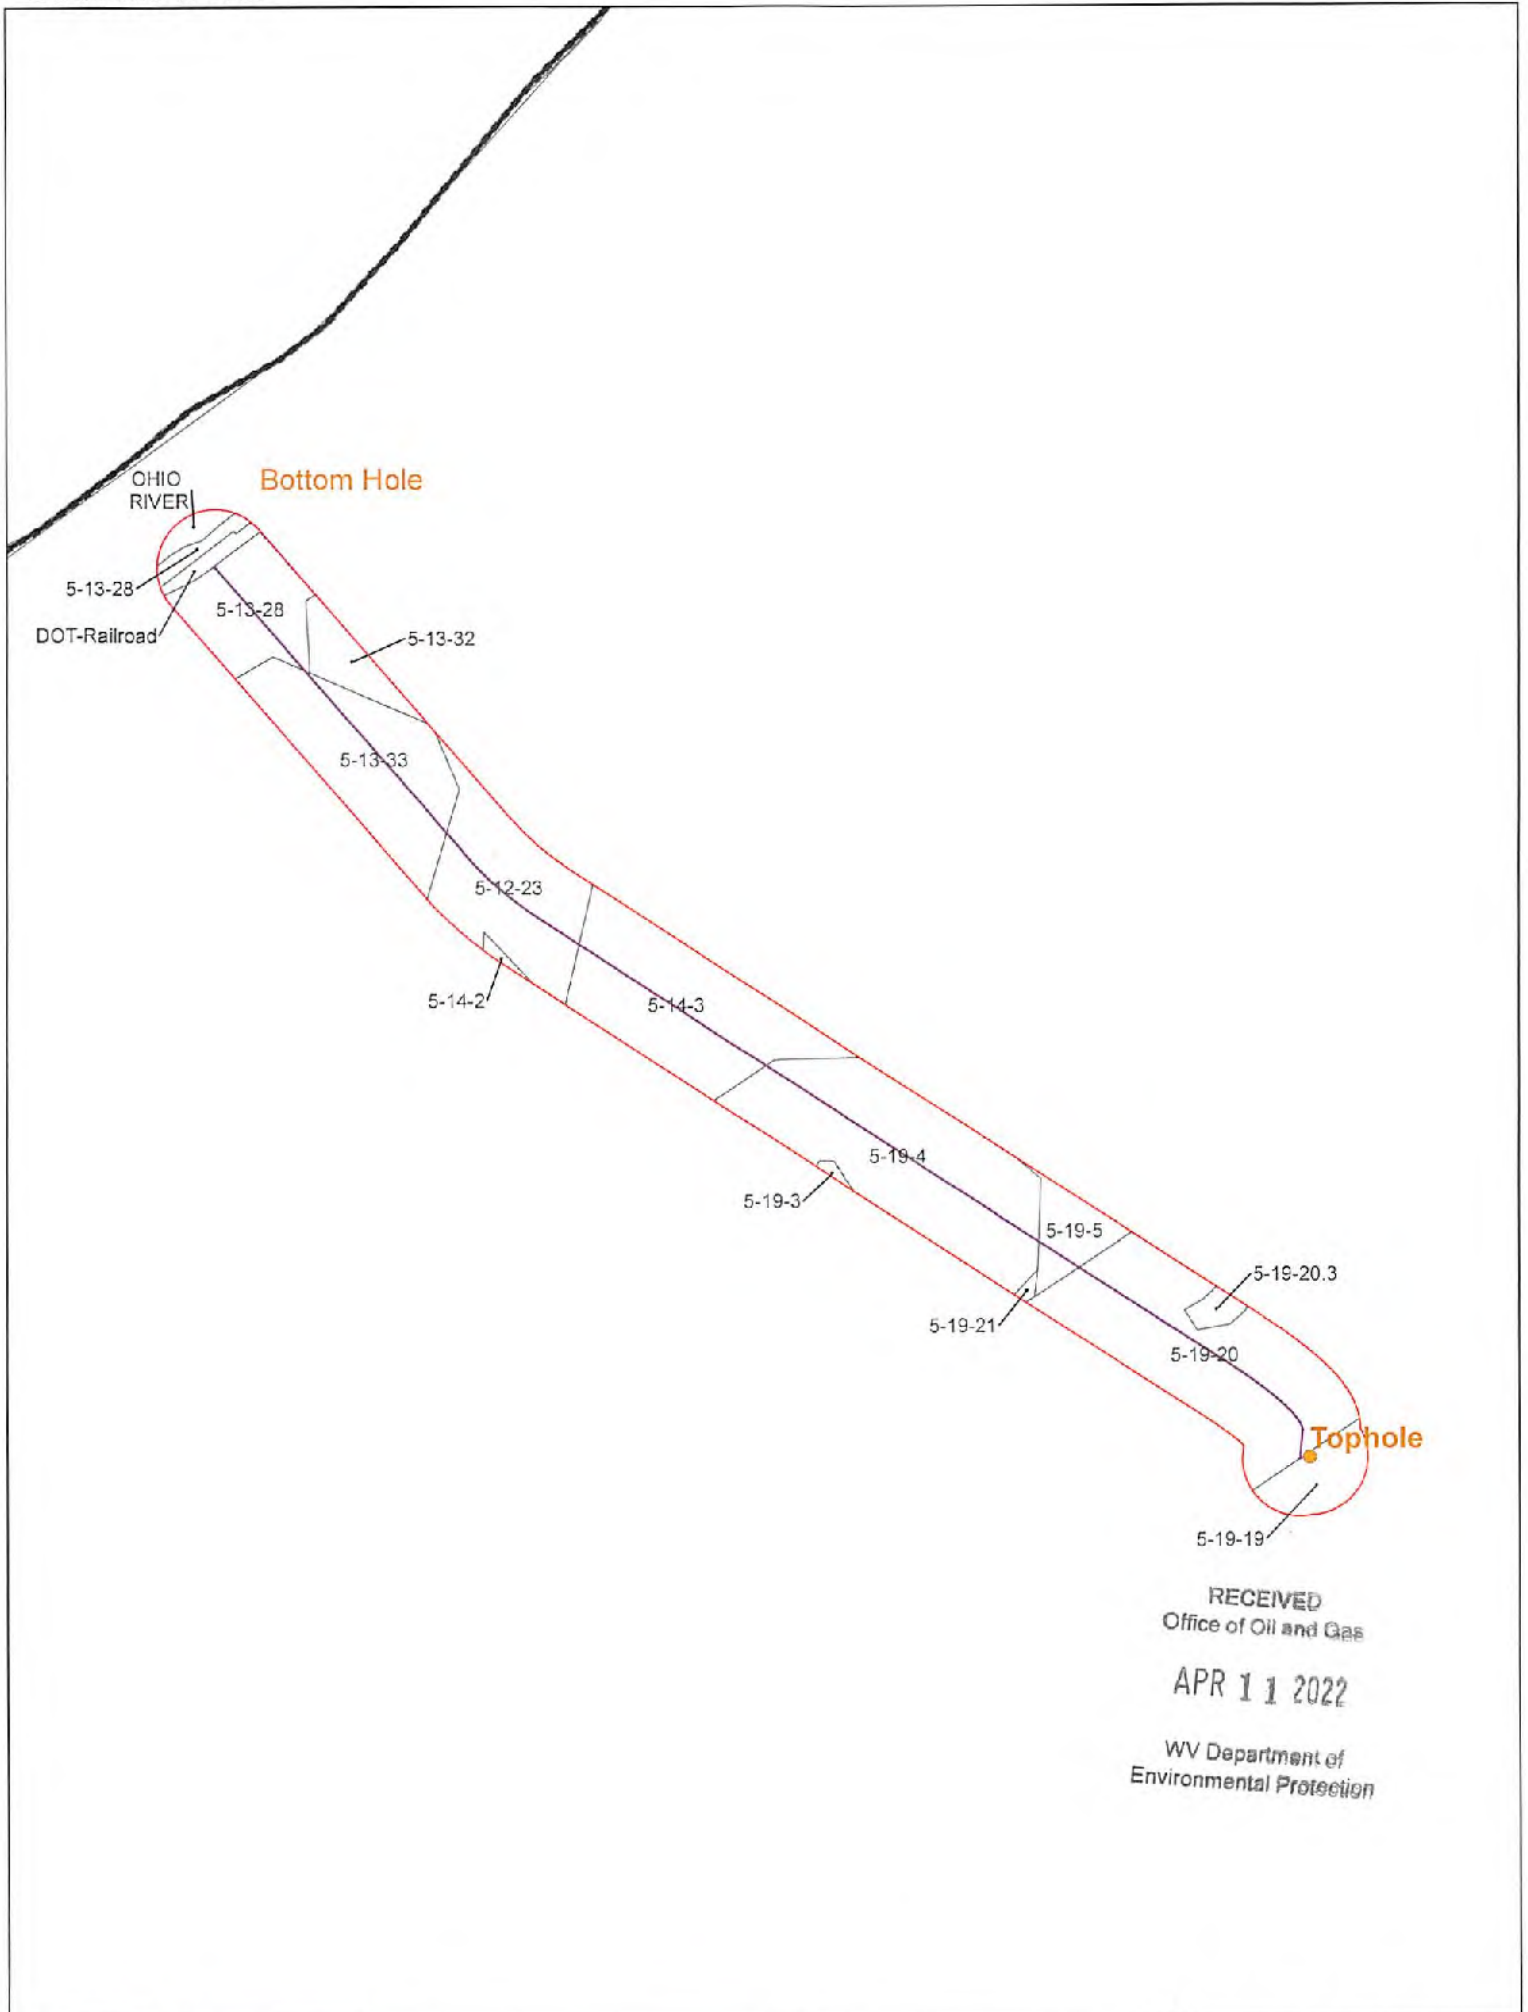 OHIO
RIVER
Bottom Hole
5-13-28
DOT-Railroad
5-13-28
5-13-32
5-13-33
5-12-23
5-14-2
5-14-3
5-19-4
5-19-3
5-19-5
5-19-20.3
5-19-21
5-19-20
Tophole
5-19-19
RECEIVED
Office of Oil and Gas
APR 11 2022
WV Department of
Environmental Protection